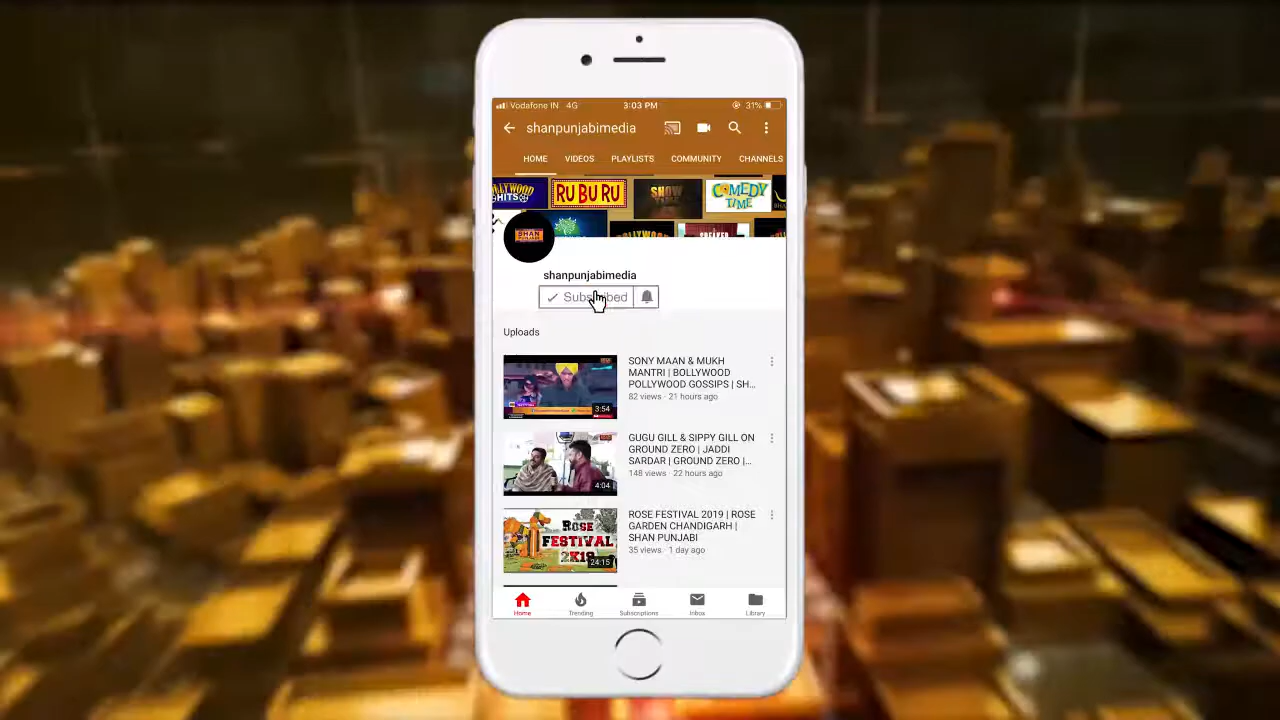 Vodafone IN 4G 3:03 PM 31%
shanpunjabimedia
HOME VIDEOS PLAYLISTS COMMUNITY CHANNELS
HITS RU BU RU SHOW COMEDY
TIME
SHAN
PUNJABI
shanpunjabimedia
Subscribed
Uploads
SONY MAAN & MUKH
MANTRI | BOLLYWOOD
POLLYWOOD GOSSIPS | SH...
82 views · 21 hours ago
3:54
GUGU GILL & SIPPY GILL ON
GROUND ZERO | JADDI
SARDAR | GROUND ZERO |...
148 views · 22 hours ago
4:04
ROSE FESTIVAL 2019 | ROSE
GARDEN CHANDIGARH |
SHAN PUNJABI
35 views · 1 day ago
ROSE
FESTIVAL
2K19
24:15
Home Trending Subscriptions Inbox Library